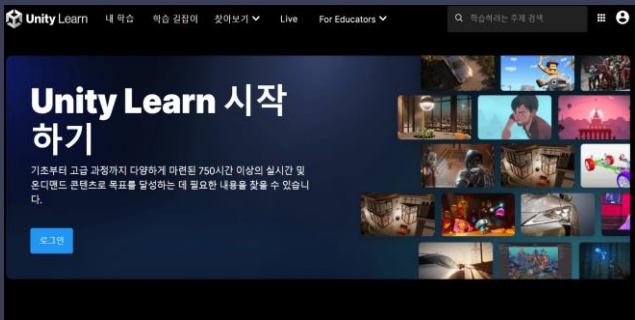 Unity Learn 내 학습 학습 길잡이 찾아보기 Live For Educators 학습하려는 주제 검색
Unity Learn 시작
하기
기초부터 고급 과정까지 다양하게 마련된 750시간 이상의 실시간 및
온디맨드 콘텐츠로 목표를 달성하는 데 필요한 내용을 찾을 수 있습니
다.
로그인